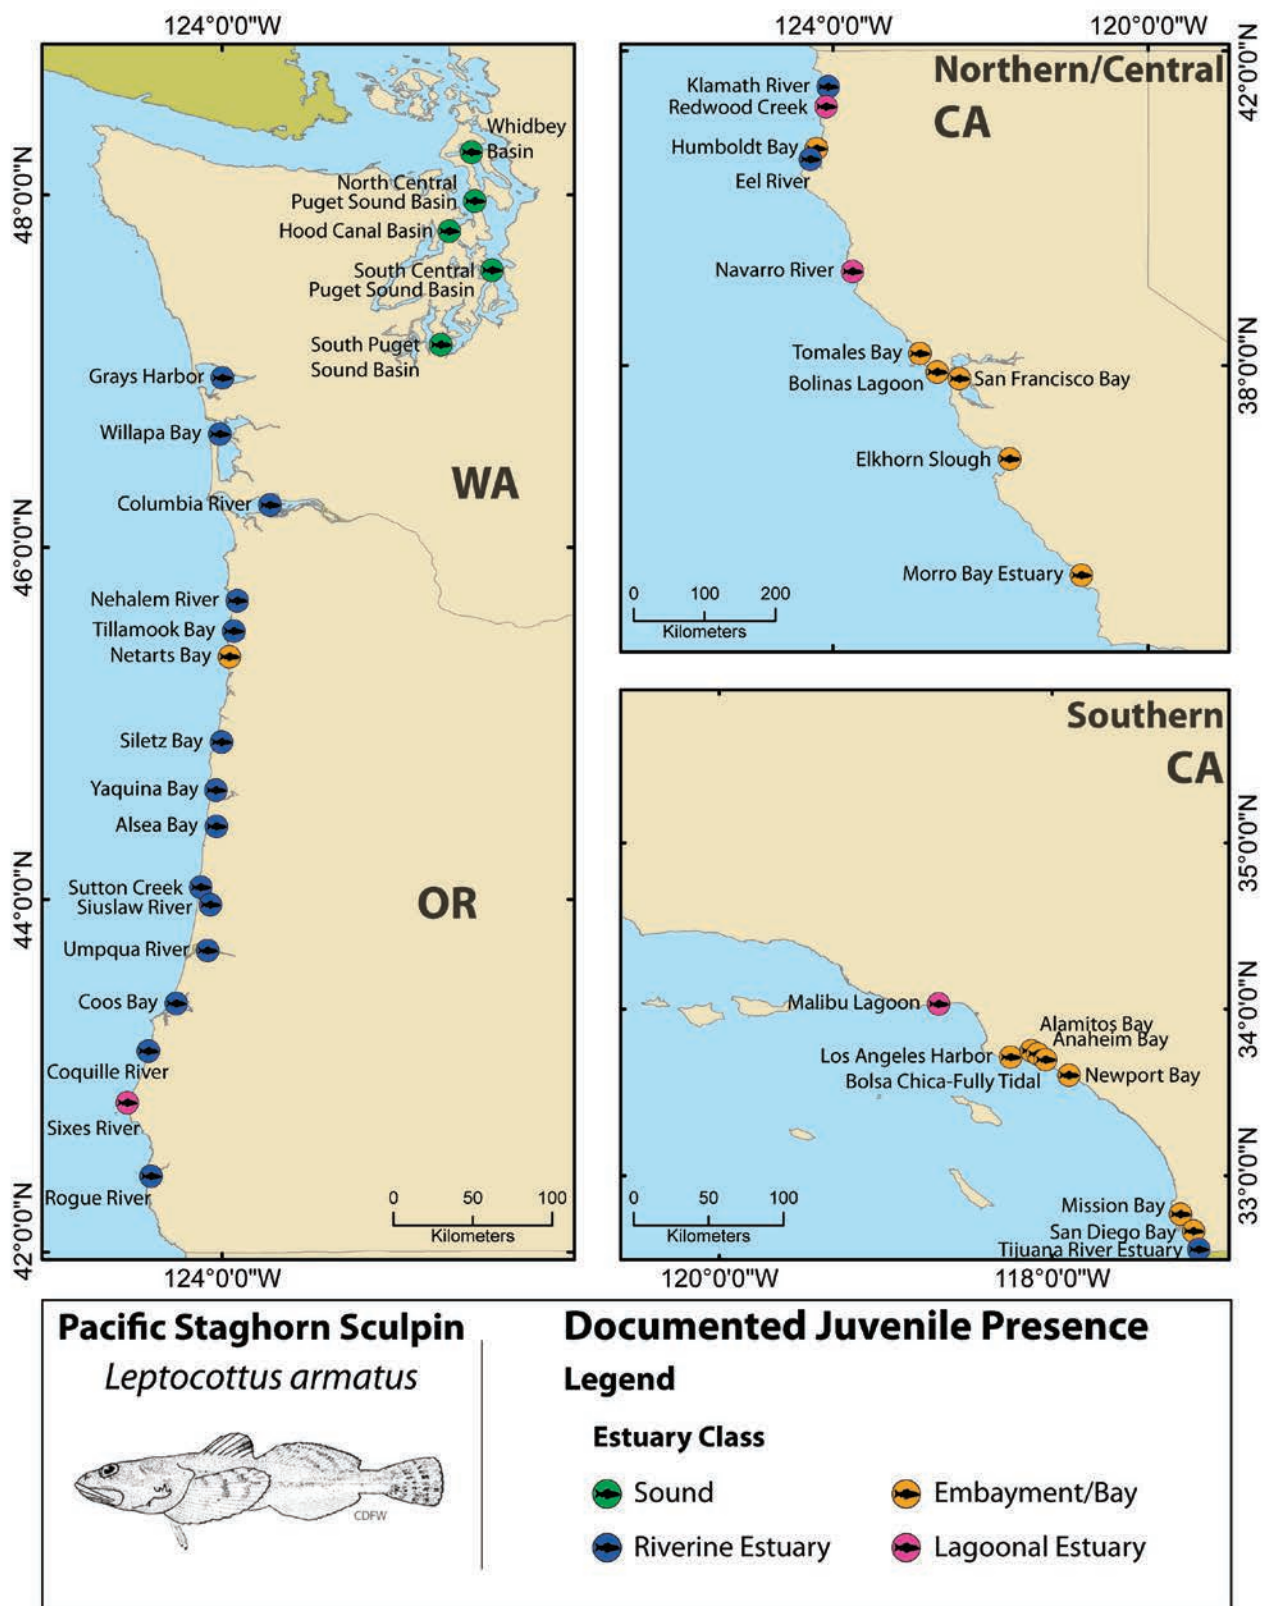 124°0'0"W
48°0'0"N
46°0'0"N
44°0'0"N
42°0'0"N
Whidbey
Basin
North Central
Puget Sound Basin
Hood Canal Basin
South Central
Puget Sound Basin
South Puget
Sound Basin
Grays Harbor
Willapa Bay
WA
Columbia River
Nehalem River
Tillamook Bay
Netarts Bay
Siletz Bay
Yaquina Bay
Alsea Bay
Sutton Creek
Siuslaw River
OR
Umpqua River
Coos Bay
Coquille River
Sixes River
Rogue River
0 50 100
Kilometers
124°0'0"W
124°0'0"W 120°0'0"W
42°0'0"N
38°0'0"N
Northern/Central
CA
Klamath River
Redwood Creek
Humboldt Bay
Eel River
Navarro River
Tomales Bay
Bolinas Lagoon
San Francisco Bay
Elkhorn Slough
Morro Bay Estuary
0 100 200
Kilometers
Southern
CA
35°0'0"N
34°0'0"N
33°0'0"N
Malibu Lagoon
Alamitos Bay
Anaheim Bay
Los Angeles Harbor
Bolsa Chica-Fully Tidal
Newport Bay
Mission Bay
San Diego Bay
Tijuana River Estuary
0 50 100
Kilometers
120°0'0"W 118°0'0"W
Pacific Staghorn Sculpin
Leptocottus armatus
CDFW
Documented Juvenile Presence
Legend
Estuary Class
Sound
Embayment/Bay
Riverine Estuary
Lagoonal Estuary